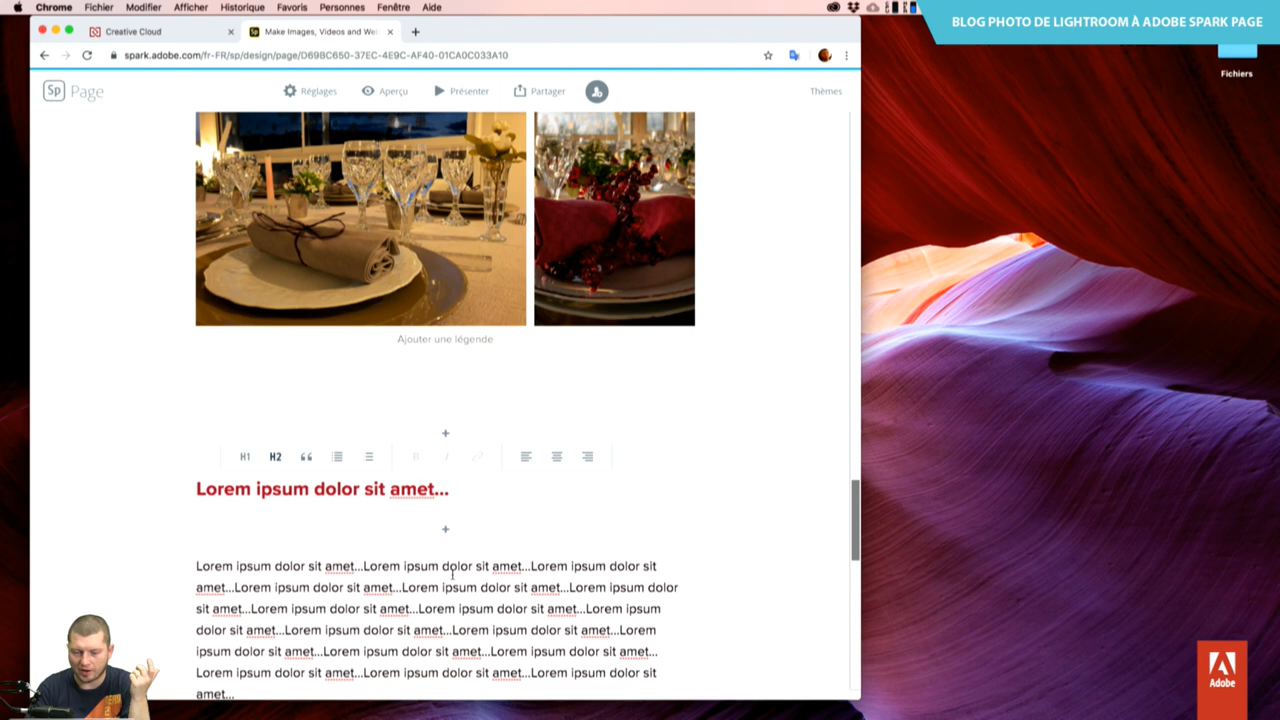 Chrome Fichier Modifier Afficher Historique Favoris Personnes Fenêtre Aide
BLOG PHOTO DE LIGHTROOM À ADOBE SPARK PAGE
Creative Cloud
Make Images, Videos and We
spark.adobe.com/fr-FR/sp/design/page/D69BC650-37EC-4E9C-AF40-01CA0C033A10
Fichiers
Sp Page Réglages Aperçu Présenter Partager Thèmes
Ajouter une légende
H1 H2 B I
Lorem ipsum dolor sit amet...
Lorem ipsum dolor sit amet...Lorem ipsum dolor sit amet...Lorem ipsum dolor sit
amet...Lorem ipsum dolor sit amet...Lorem ipsum dolor sit amet...Lorem ipsum dolor
sit amet...Lorem ipsum dolor sit amet...Lorem ipsum dolor sit amet...Lorem ipsum
dolor sit amet...Lorem ipsum dolor sit amet...Lorem ipsum dolor sit amet...Lorem
ipsum dolor sit amet...Lorem ipsum dolor sit amet...Lorem ipsum dolor sit amet...
Lorem ipsum dolor sit amet...Lorem ipsum dolor sit amet...Lorem ipsum dolor sit
amet...
Adobe